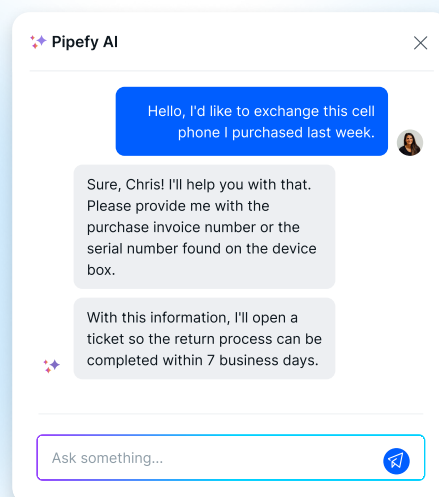 Pipefy AI
Hello, I'd like to exchange this cell
phone I purchased last week.
Sure, Chris! I'll help you with that.
Please provide me with the
purchase invoice number or the
serial number found on the device
box.
With this information, I'll open a
ticket so the return process can be
completed within 7 business days.
Ask something...